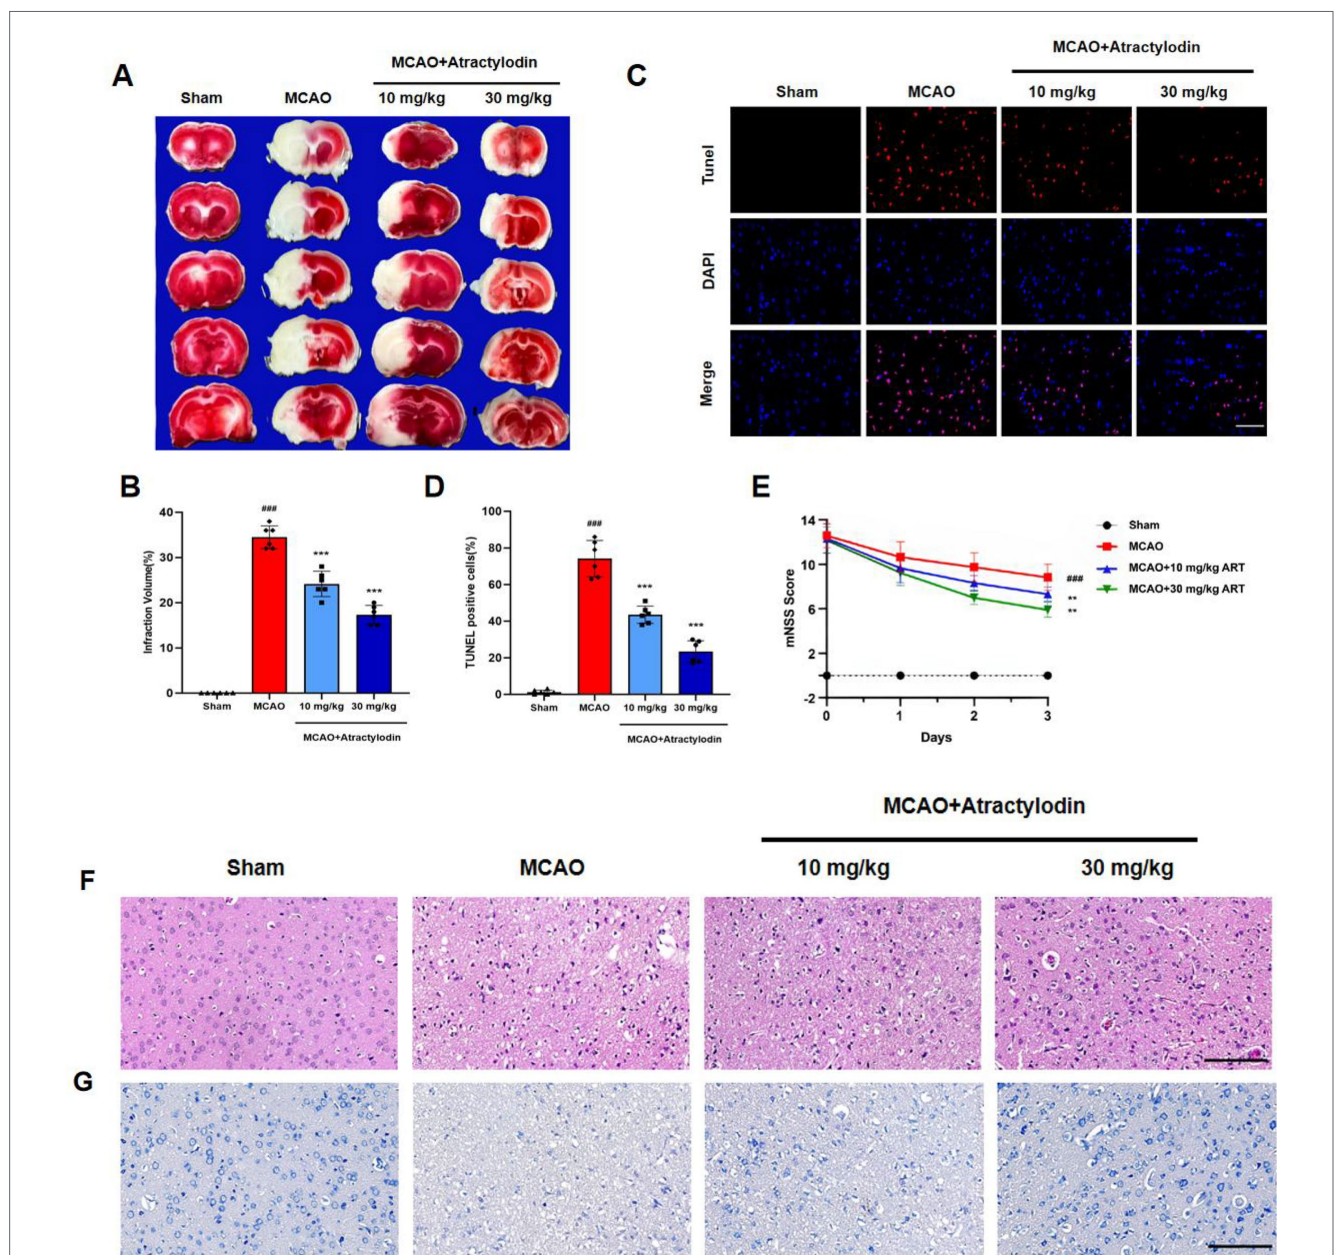 A
MCAO+Atractylodin
Sham MCAO 10 mg/kg 30 mg/kg
C
MCAO+Atractylodin
Sham MCAO 10 mg/kg 30 mg/kg
Tunel
DAPI
Merge
B
Infraction Volume(%)
40
30
20
10
0
###
***
***
Sham MCAO 10 mg/kg 30 mg/kg
MCAO+Atractylodin
D
TUNEL positive cells(%)
100
80
60
40
20
0
###
***
***
Sham MCAO 10 mg/kg 30 mg/kg
MCAO+Atractylodin
E
mNSS Score
14
10
6
2
-2
0 1 2 3
Days
###
**
**
Sham
MCAO
MCAO+10 mg/kg ART
MCAO+30 mg/kg ART
MCAO+Atractylodin
Sham MCAO 10 mg/kg 30 mg/kg
F
G